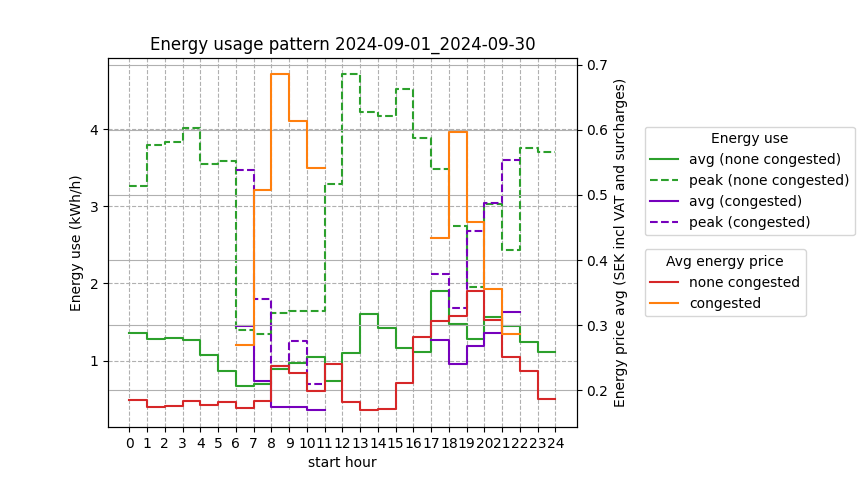 Energy usage pattern 2024-09-01_2024-09-30
Energy use (kWh/h)
4
3
2
1
0 1 2 3 4 5 6 7 8 9 10 11 12 13 14 15 16 17 18 19 20 21 22 23 24
start hour
0.7
0.6
0.5
0.4
0.3
0.2
Energy price avg (SEK incl VAT and surcharges)
Energy use
avg (none congested)
peak (none congested)
avg (congested)
peak (congested)
Avg energy price
none congested
congested